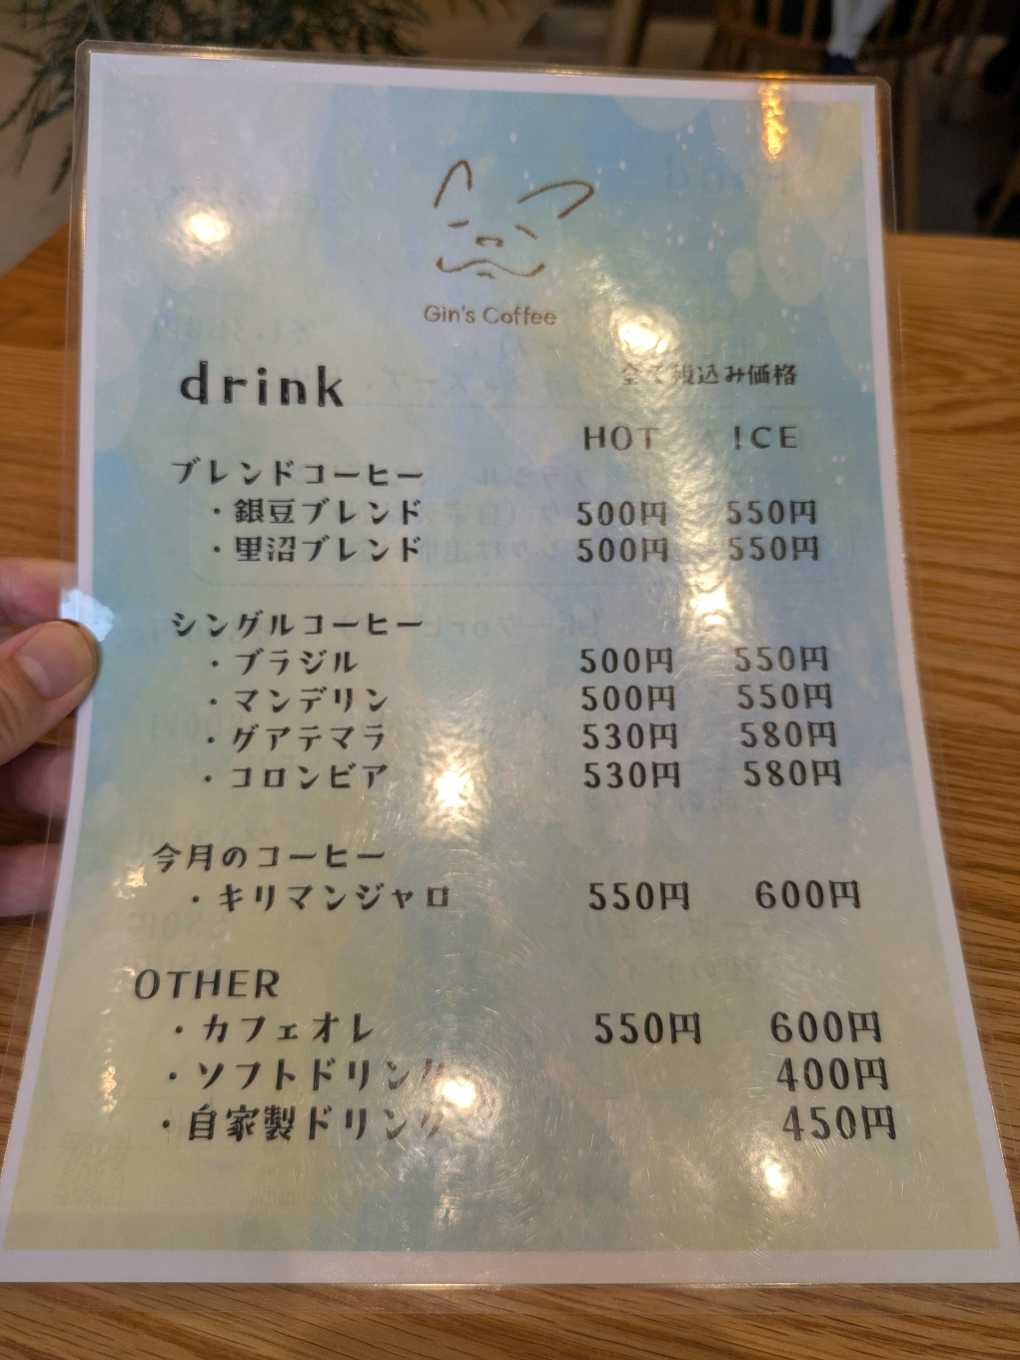 Gin's Coffee
drink
全て税込み価格
HOT ICE
ブレンドコーヒー
・銀豆ブレンド 500円 550円
・里沼ブレンド 500円 550円
シングルコーヒー
・ブラジル 500円 550円
・マンデリン 500円 550円
・グアテマラ 530円 580円
・コロンビア 530円 580円
今月のコーヒー
・キリマンジャロ 550円 600円
OTHER
・カフェオレ 550円 600円
・ソフトドリンク 400円
・自家製ドリンク 450円